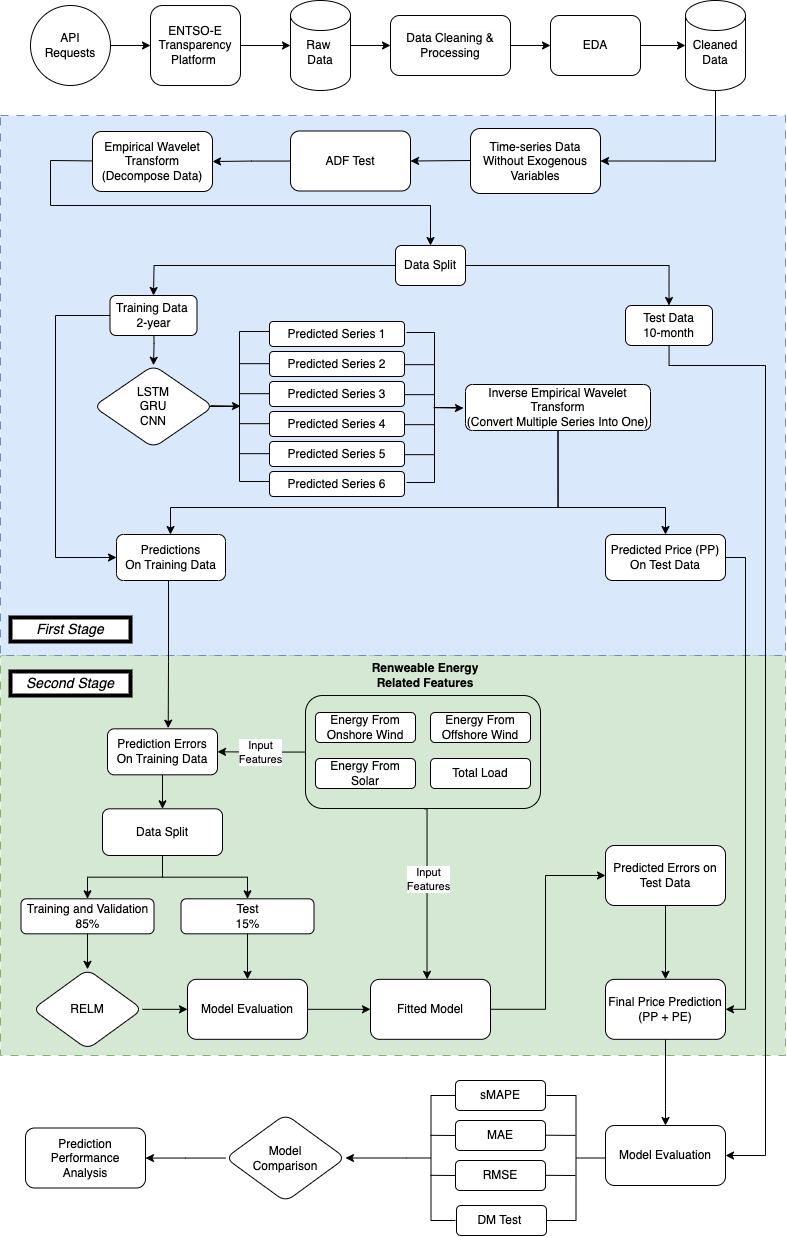 API
Requests
ENTSO-E
Transparency
Platform
Raw
Data
Data Cleaning &
Processing
EDA
Cleaned
Data
Empirical Wavelet
Transform
(Decompose Data)
ADF Test
Time-series Data
Without Exogenous
Variables
Data Split
Training Data
2-year
Test Data
10-month
LSTM
GRU
CNN
Predicted Series 1
Predicted Series 2
Predicted Series 3
Predicted Series 4
Predicted Series 5
Predicted Series 6
Inverse Empirical Wavelet
Transform
(Convert Multiple Series Into One)
Predictions
On Training Data
Predicted Price (PP)
On Test Data
First Stage
Second Stage
Renweable Energy
Related Features
Energy From
Onshore Wind
Energy From
Offshore Wind
Energy From
Solar
Total Load
Prediction Errors
On Training Data
Input
Features
Data Split
Input
Features
Training and Validation
85%
Test
15%
Predicted Errors on
Test Data
RELM
Model Evaluation
Fitted Model
Final Price Prediction
(PP + PE)
sMAPE
MAE
RMSE
DM Test
Model Evaluation
Model
Comparison
Prediction
Performance
Analysis